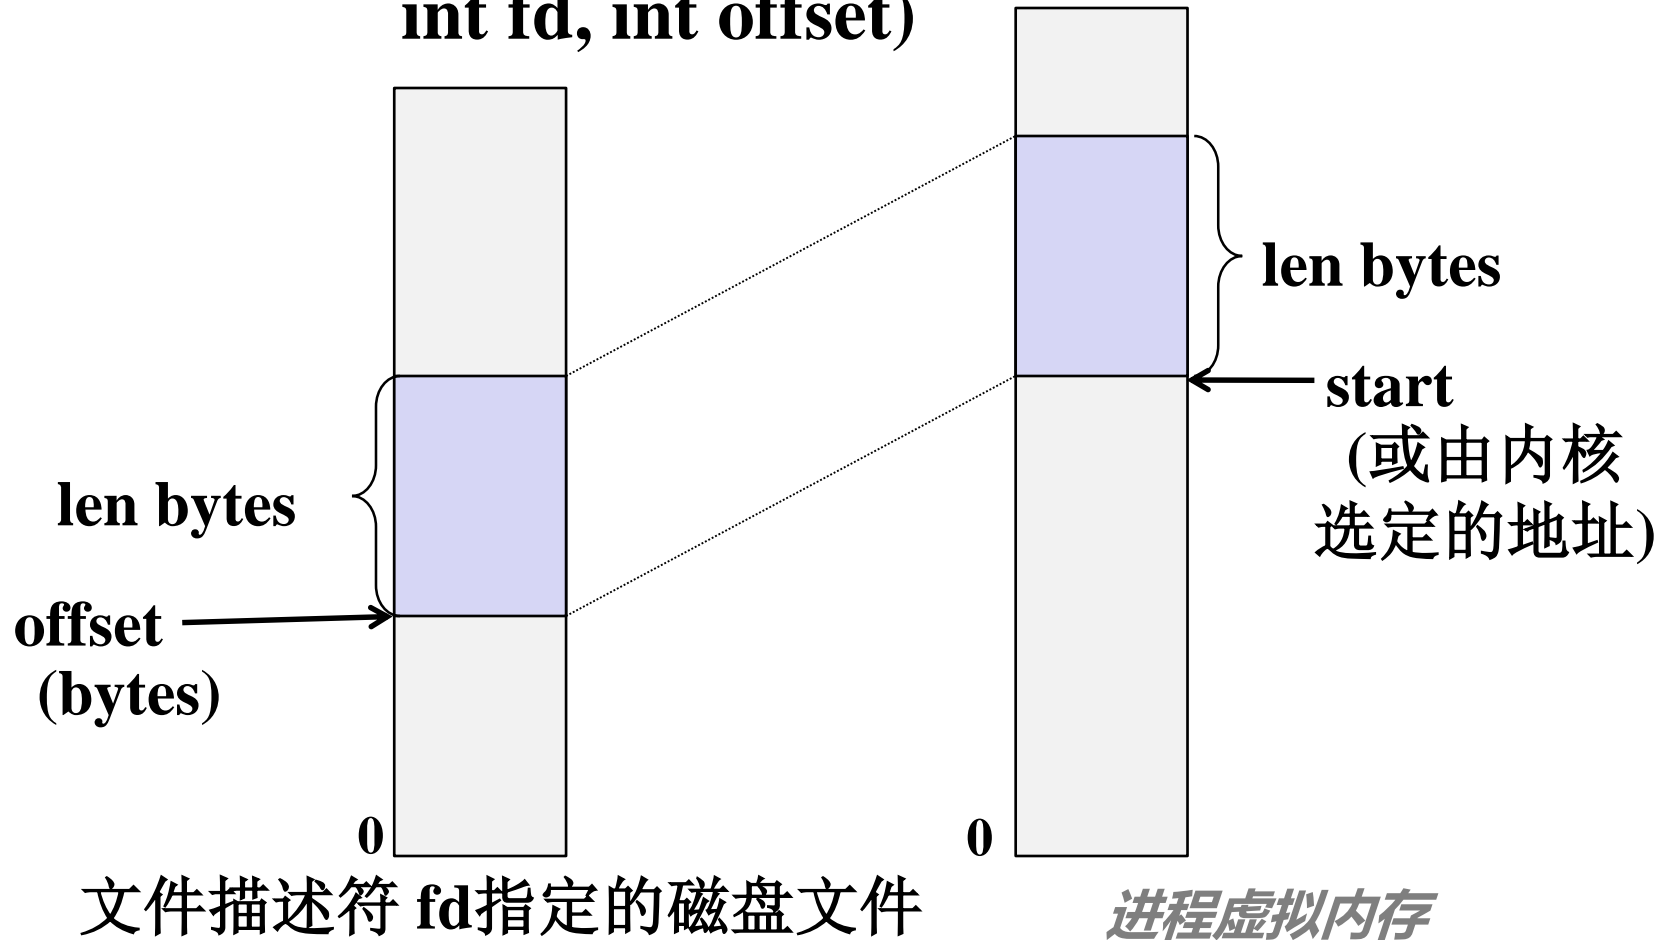 int fd, int offset)
len bytes
start
(或由内核
选定的地址)
len bytes
offset
(bytes)
0
0
文件描述符 fd指定的磁盘文件
进程虚拟内存